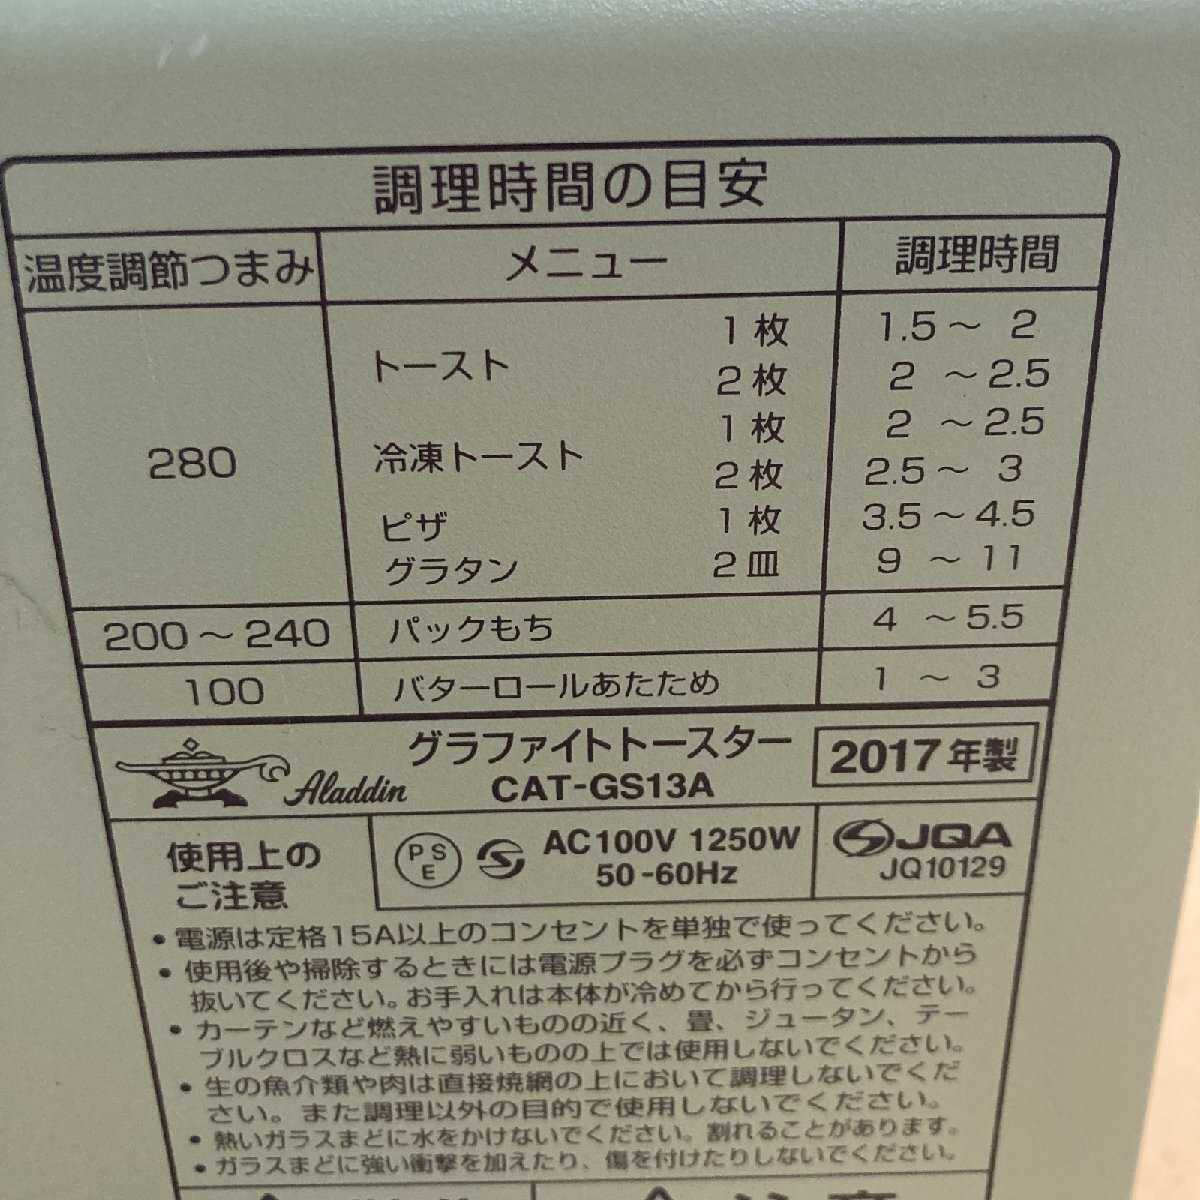 調理時間の目安
温度調節つまみ メニュー 調理時間
280
トースト 1枚 1.5～ 2
2枚 2 ～2.5
冷凍トースト 1枚 2 ～2.5
2枚 2.5～ 3
ピザ 1枚 3.5～4.5
グラタン 2皿 9 ～11
200～240 パックもち 4 ～5.5
100 バターロールあたため 1 ～ 3
Aladdin
グラファイトトースター
CAT-GS13A
2017年製
使用上の
ご注意
PSE
AC100V 1250W
50-60Hz
JQA
JQ10129
•電源は定格15A以上のコンセントを単独で使ってください。
•使用後や掃除するときには電源プラグを必ずコンセントから
抜いてください。お手入れは本体が冷めてから行ってください。
•カーテンなど燃えやすいものの近く、畳、ジュータン、テー
ブルクロスなど熱に弱いものの上では使用しないでください。
•生の魚介類や肉は直接焼網の上において調理しないでくだ
さい。また調理以外の目的で使用しないでください。
•熱いガラスまどに水をかけないでください。割れることがあります。
•ガラスまどに強い衝撃を加えたり、傷を付けたりしないでください。